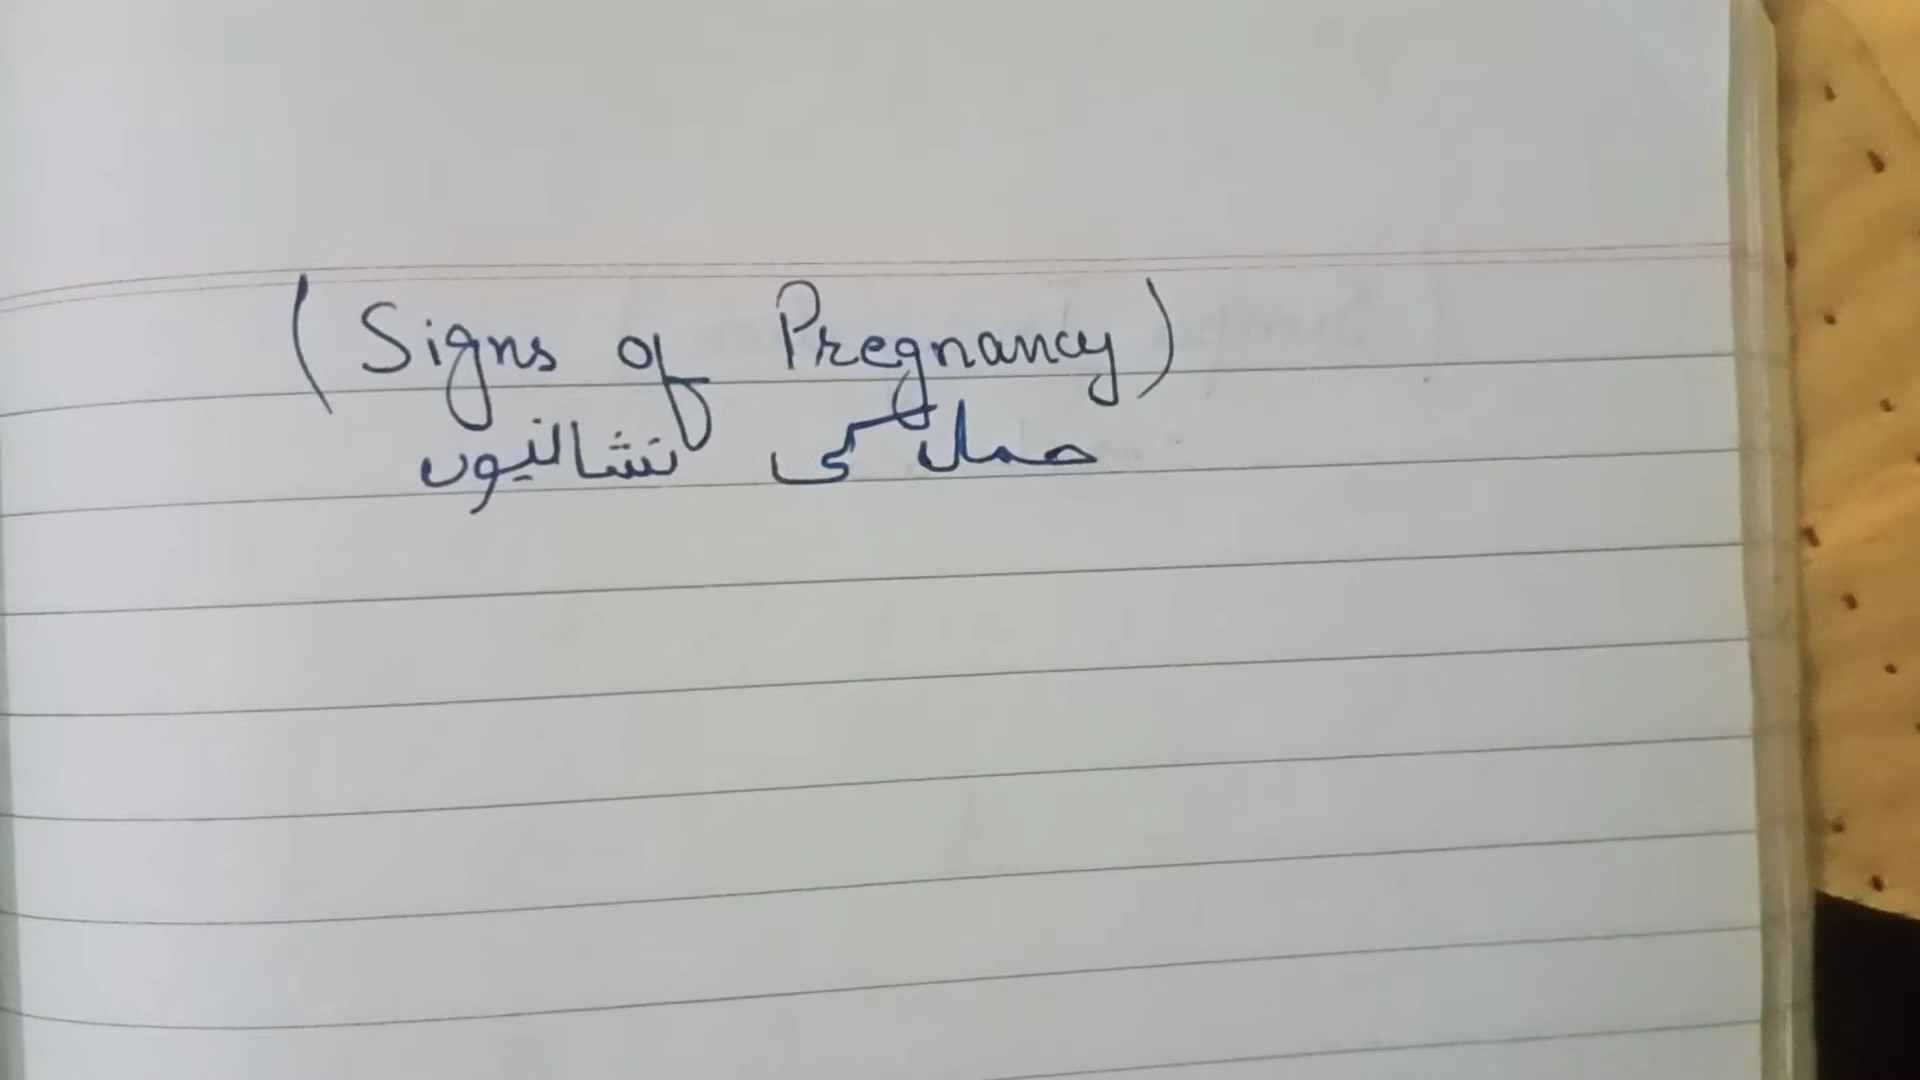 (Signs of Pregnancy)
حمل کی نشانیوں